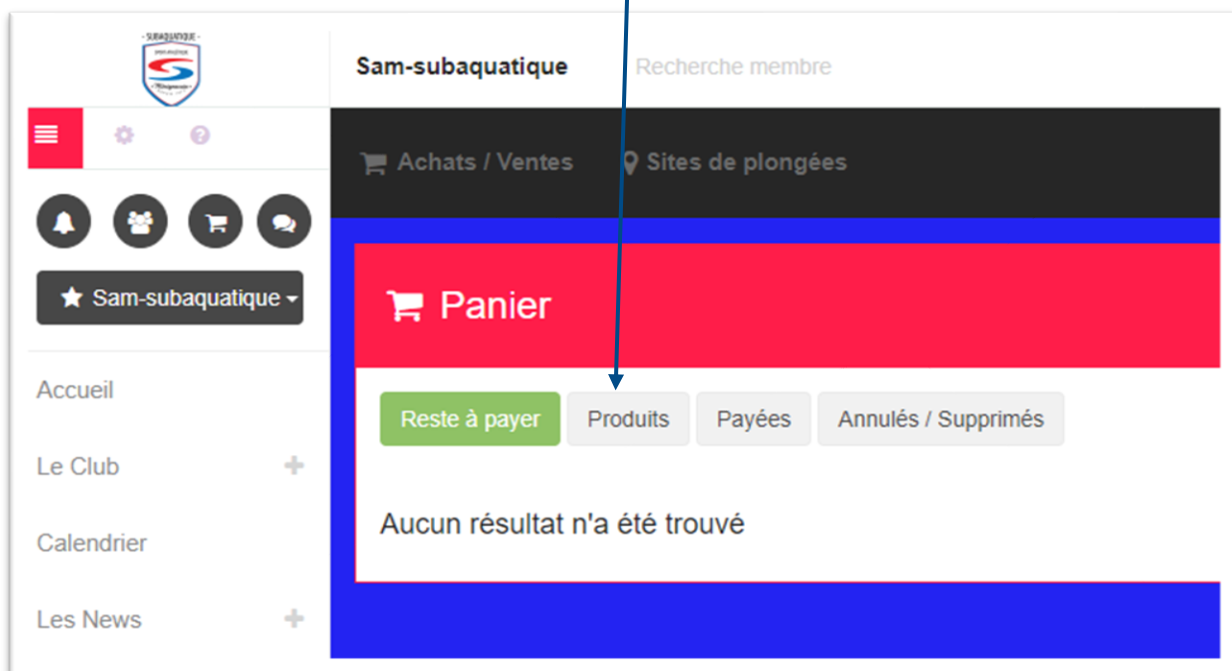 - SUBAQUATIQUE -
Sam-subaquatique
Recherche membre
Achats / Ventes
Sites de plongées
Sam-subaquatique
Panier
Accueil
Reste à payer
Produits
Payées
Annulés / Supprimés
Le Club
Aucun résultat n'a été trouvé
Calendrier
Les News